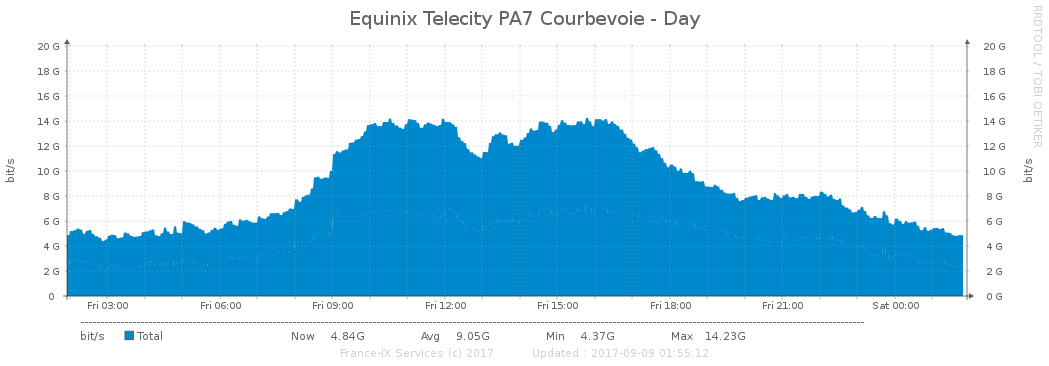 Equinix Telecity PA7 Courbevoie - Day
RRDTOOL / TOBI OETIKER
20 G 20 G
18 G 18 G
16 G 16 G
14 G 14 G
12 G 12 G
10 G 10 G
8 G 8 G
6 G 6 G
4 G 4 G
2 G 2 G
0 0 G
bit/s bit/s
Fri 03:00 Fri 06:00 Fri 09:00 Fri 12:00 Fri 15:00 Fri 18:00 Fri 21:00 Sat 00:00
bit/s Total Now 4.84G Avg 9.05G Min 4.37G Max 14.23G
France-IX Services (c) 2017 Updated : 2017-09-09 01:55:12